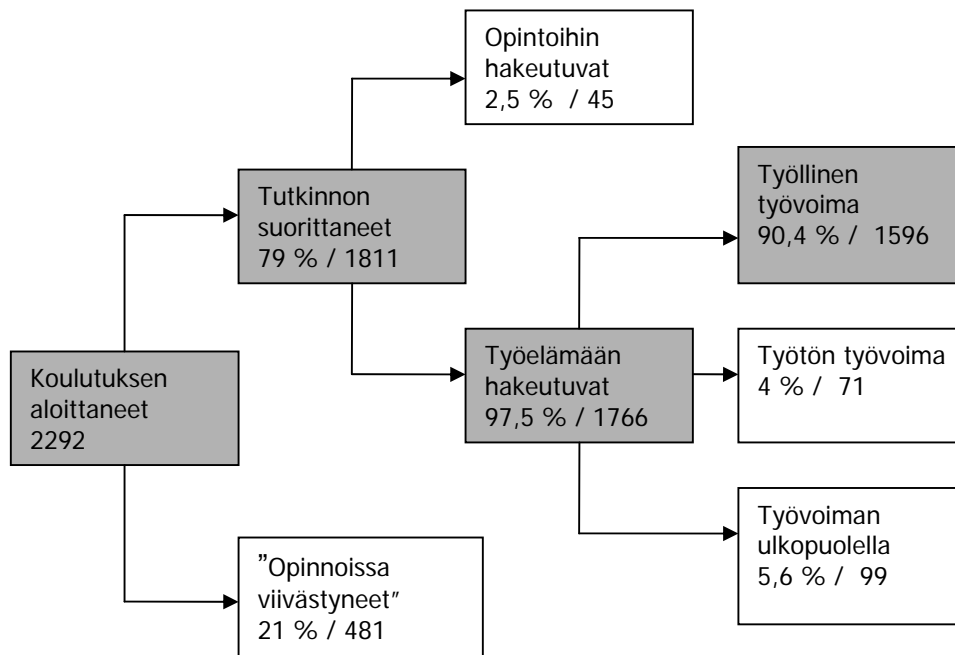 Opintoihin
hakeutuvat
2,5 % / 45
Tutkinnon
suorittaneet
79 % / 1811
Työllinen
työvoima
90,4 % / 1596
Koulutuksen
aloittaneet
2292
Työelämään
hakeutuvat
97,5 % / 1766
Työtön työvoima
4 % / 71
Työvoiman
ulkopuolella
5,6 % / 99
"Opinnoissa
viivästyneet"
21 % / 481